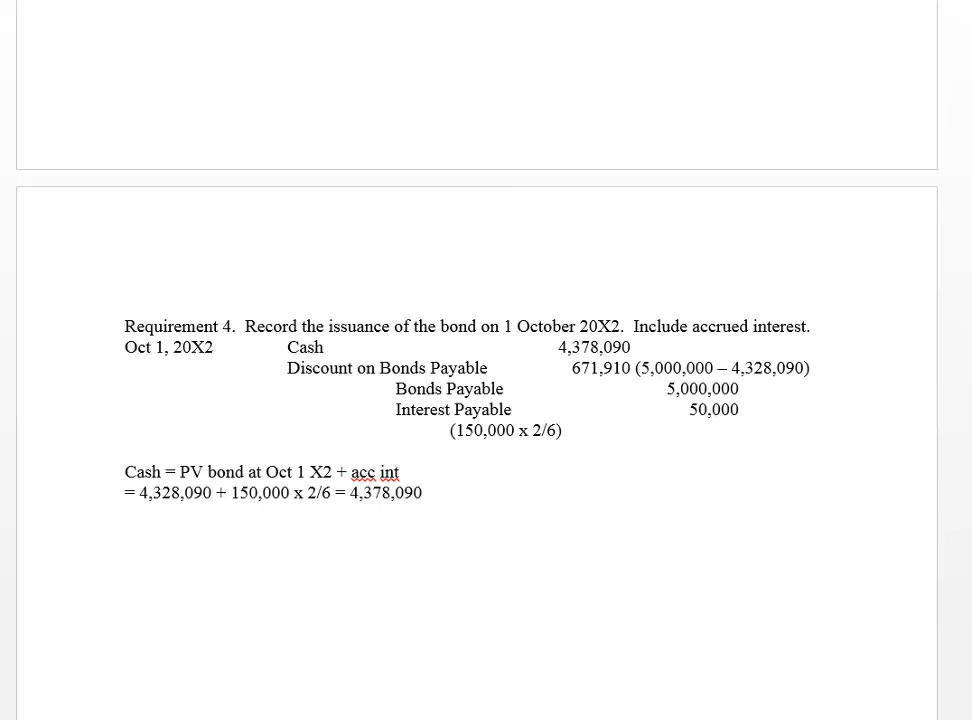 Requirement 4.  Record the issuance of the bond on 1 October 20X2.  Include accrued interest.
Oct 1, 20X2 Cash 4,378,090
Discount on Bonds Payable 671,910 (5,000,000 – 4,328,090)
Bonds Payable 5,000,000
Interest Payable 50,000
(150,000 x 2/6)
Cash = PV bond at Oct 1 X2 + acc int
= 4,328,090 + 150,000 x 2/6 = 4,378,090